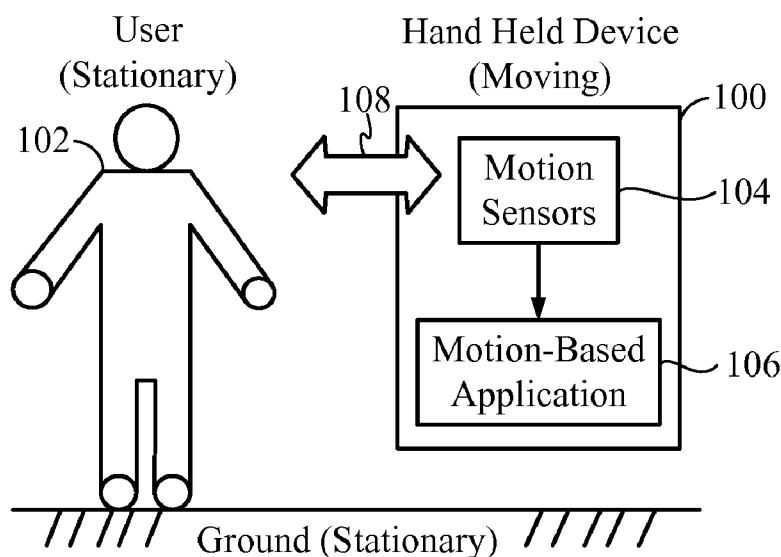 User
(Stationary)
Hand Held Device
(Moving)
108
100
102
Motion
Sensors
104
Motion-Based
Application
106
Ground (Stationary)